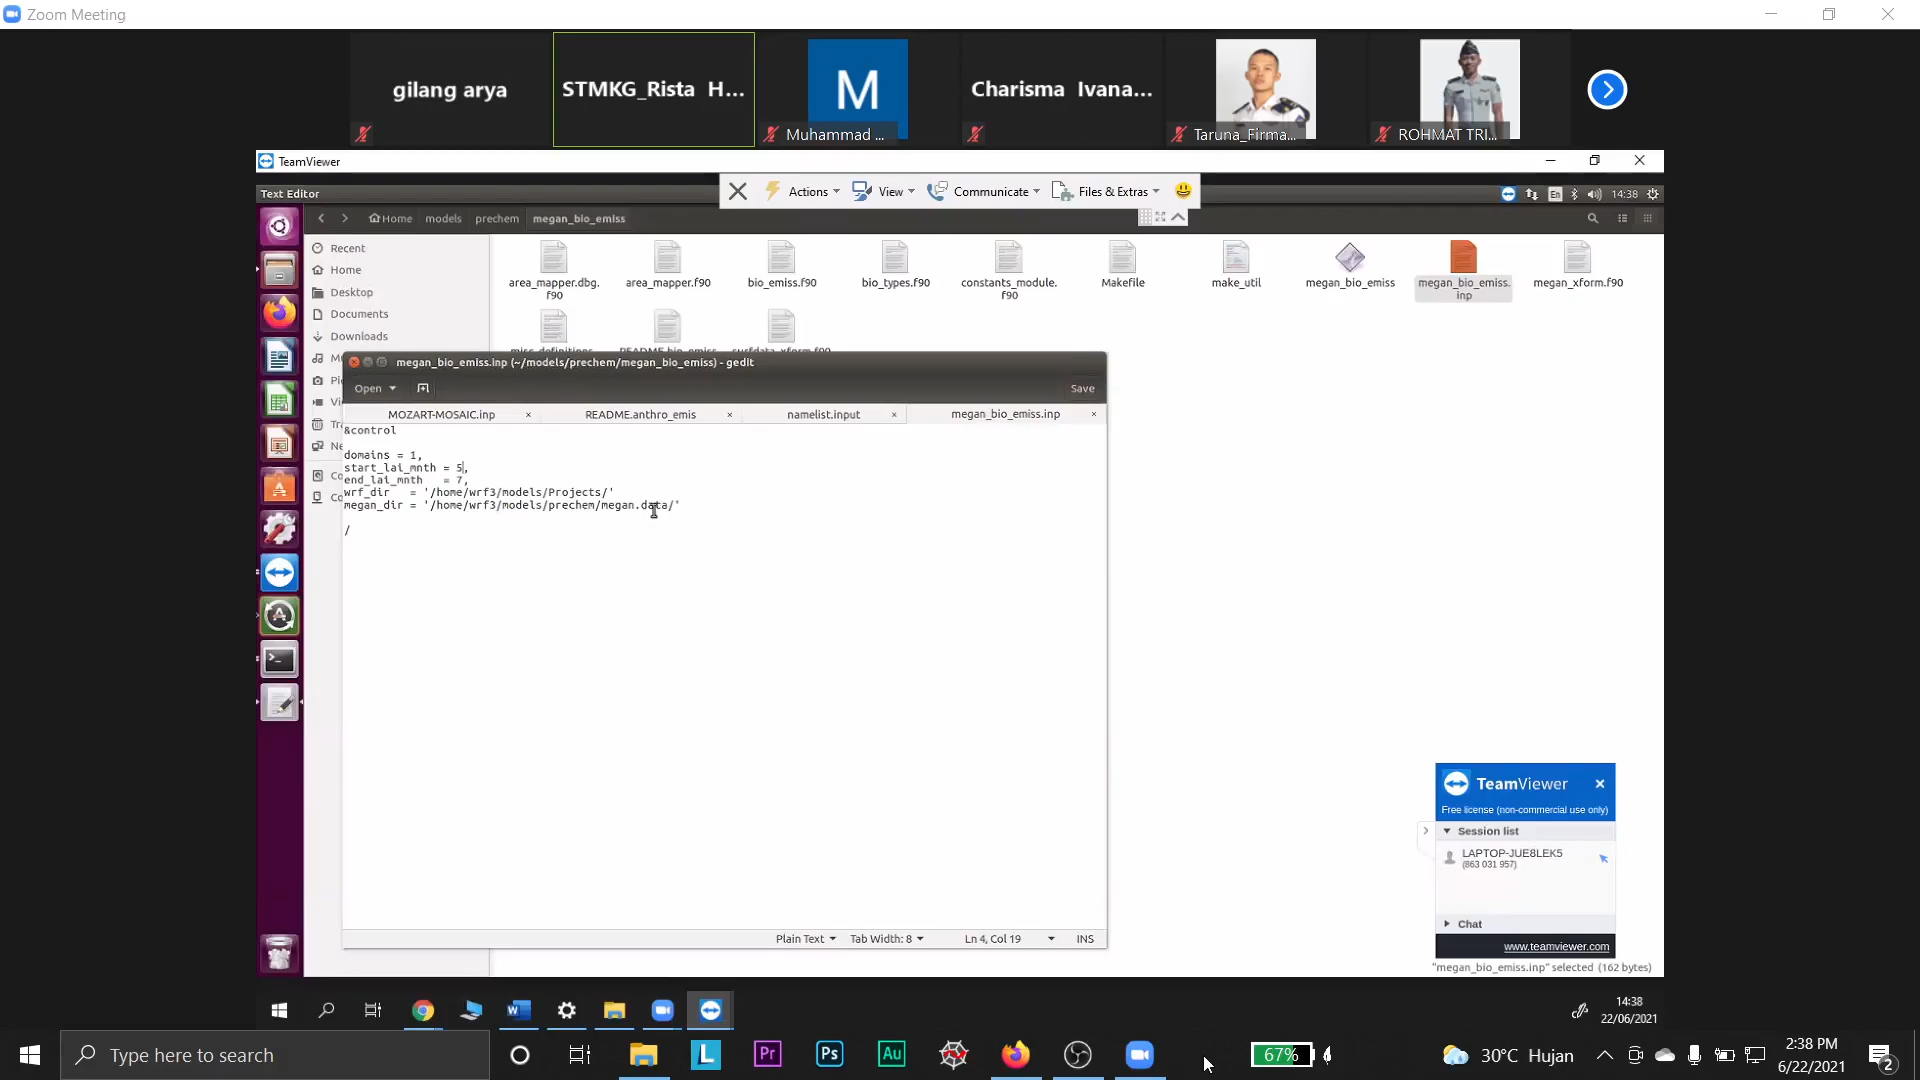 Zoom Meeting
gilang arya
STMKG_Rista H...
M
Muhammad ...
Charisma Ivana...
Taruna_Firma...
ROHMAT TRI...
TeamViewer
Text Editor
Actions
View
Communicate
Files & Extras
En
14:38
Home
models
prechem
megan_bio_emiss
Recent
Home
Desktop
Documents
Downloads
area_mapper.dbg.
f90
area_mapper.f90
bio_emiss.f90
bio_types.f90
constants_module.
f90
Makefile
make_util
megan_bio_emiss
megan_bio_emiss.
inp
megan_xform.f90
megan_bio_emiss.inp (~/models/prechem/megan_bio_emiss) - gedit
Open
Save
MOZART-MOSAIC.inp
README.anthro_emis
namelist.input
megan_bio_emiss.inp
&control
domains = 1,
start_lai_mnth = 5,
end_lai_mnth   = 7,
wrf_dir   = '/home/wrf3/models/Projects/'
megan_dir = '/home/wrf3/models/prechem/megan.data/'
/
Plain Text
Tab Width: 8
Ln 4, Col 19
INS
TeamViewer
Free license (non-commercial use only)
Session list
LAPTOP-JUE8LEK5
(863 031 957)
Chat
www.teamviewer.com
"megan_bio_emiss.inp" selected (162 bytes)
14:38
22/06/2021
Type here to search
L
Pr
Ps
Au
67%
30°C Hujan
2:38 PM
6/22/2021
2